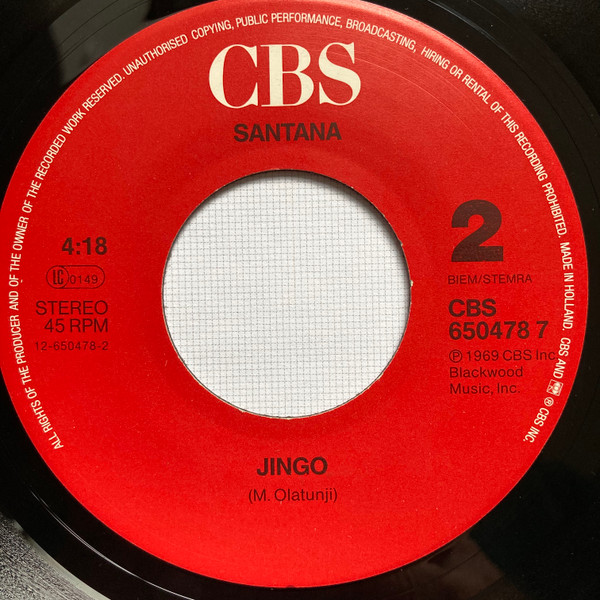 ALL RIGHTS OF THE PRODUCER AND OF THE OWNER OF THE RECORDED WORK RESERVED. UNAUTHORISED COPYING, PUBLIC PERFORMANCE, BROADCASTING, HIRING OR RENTAL OF THIS RECORDING PROHIBITED. MADE IN HOLLAND. CBS AND ® CBS INC.
CBS
SANTANA
4:18
LC 0149
STEREO
45 RPM
12-650478-2
2
BIEM/STEMRA
CBS
650478 7
℗ 1969 CBS Inc
Blackwood
Music, Inc.
JINGO
(M. Olatunji)